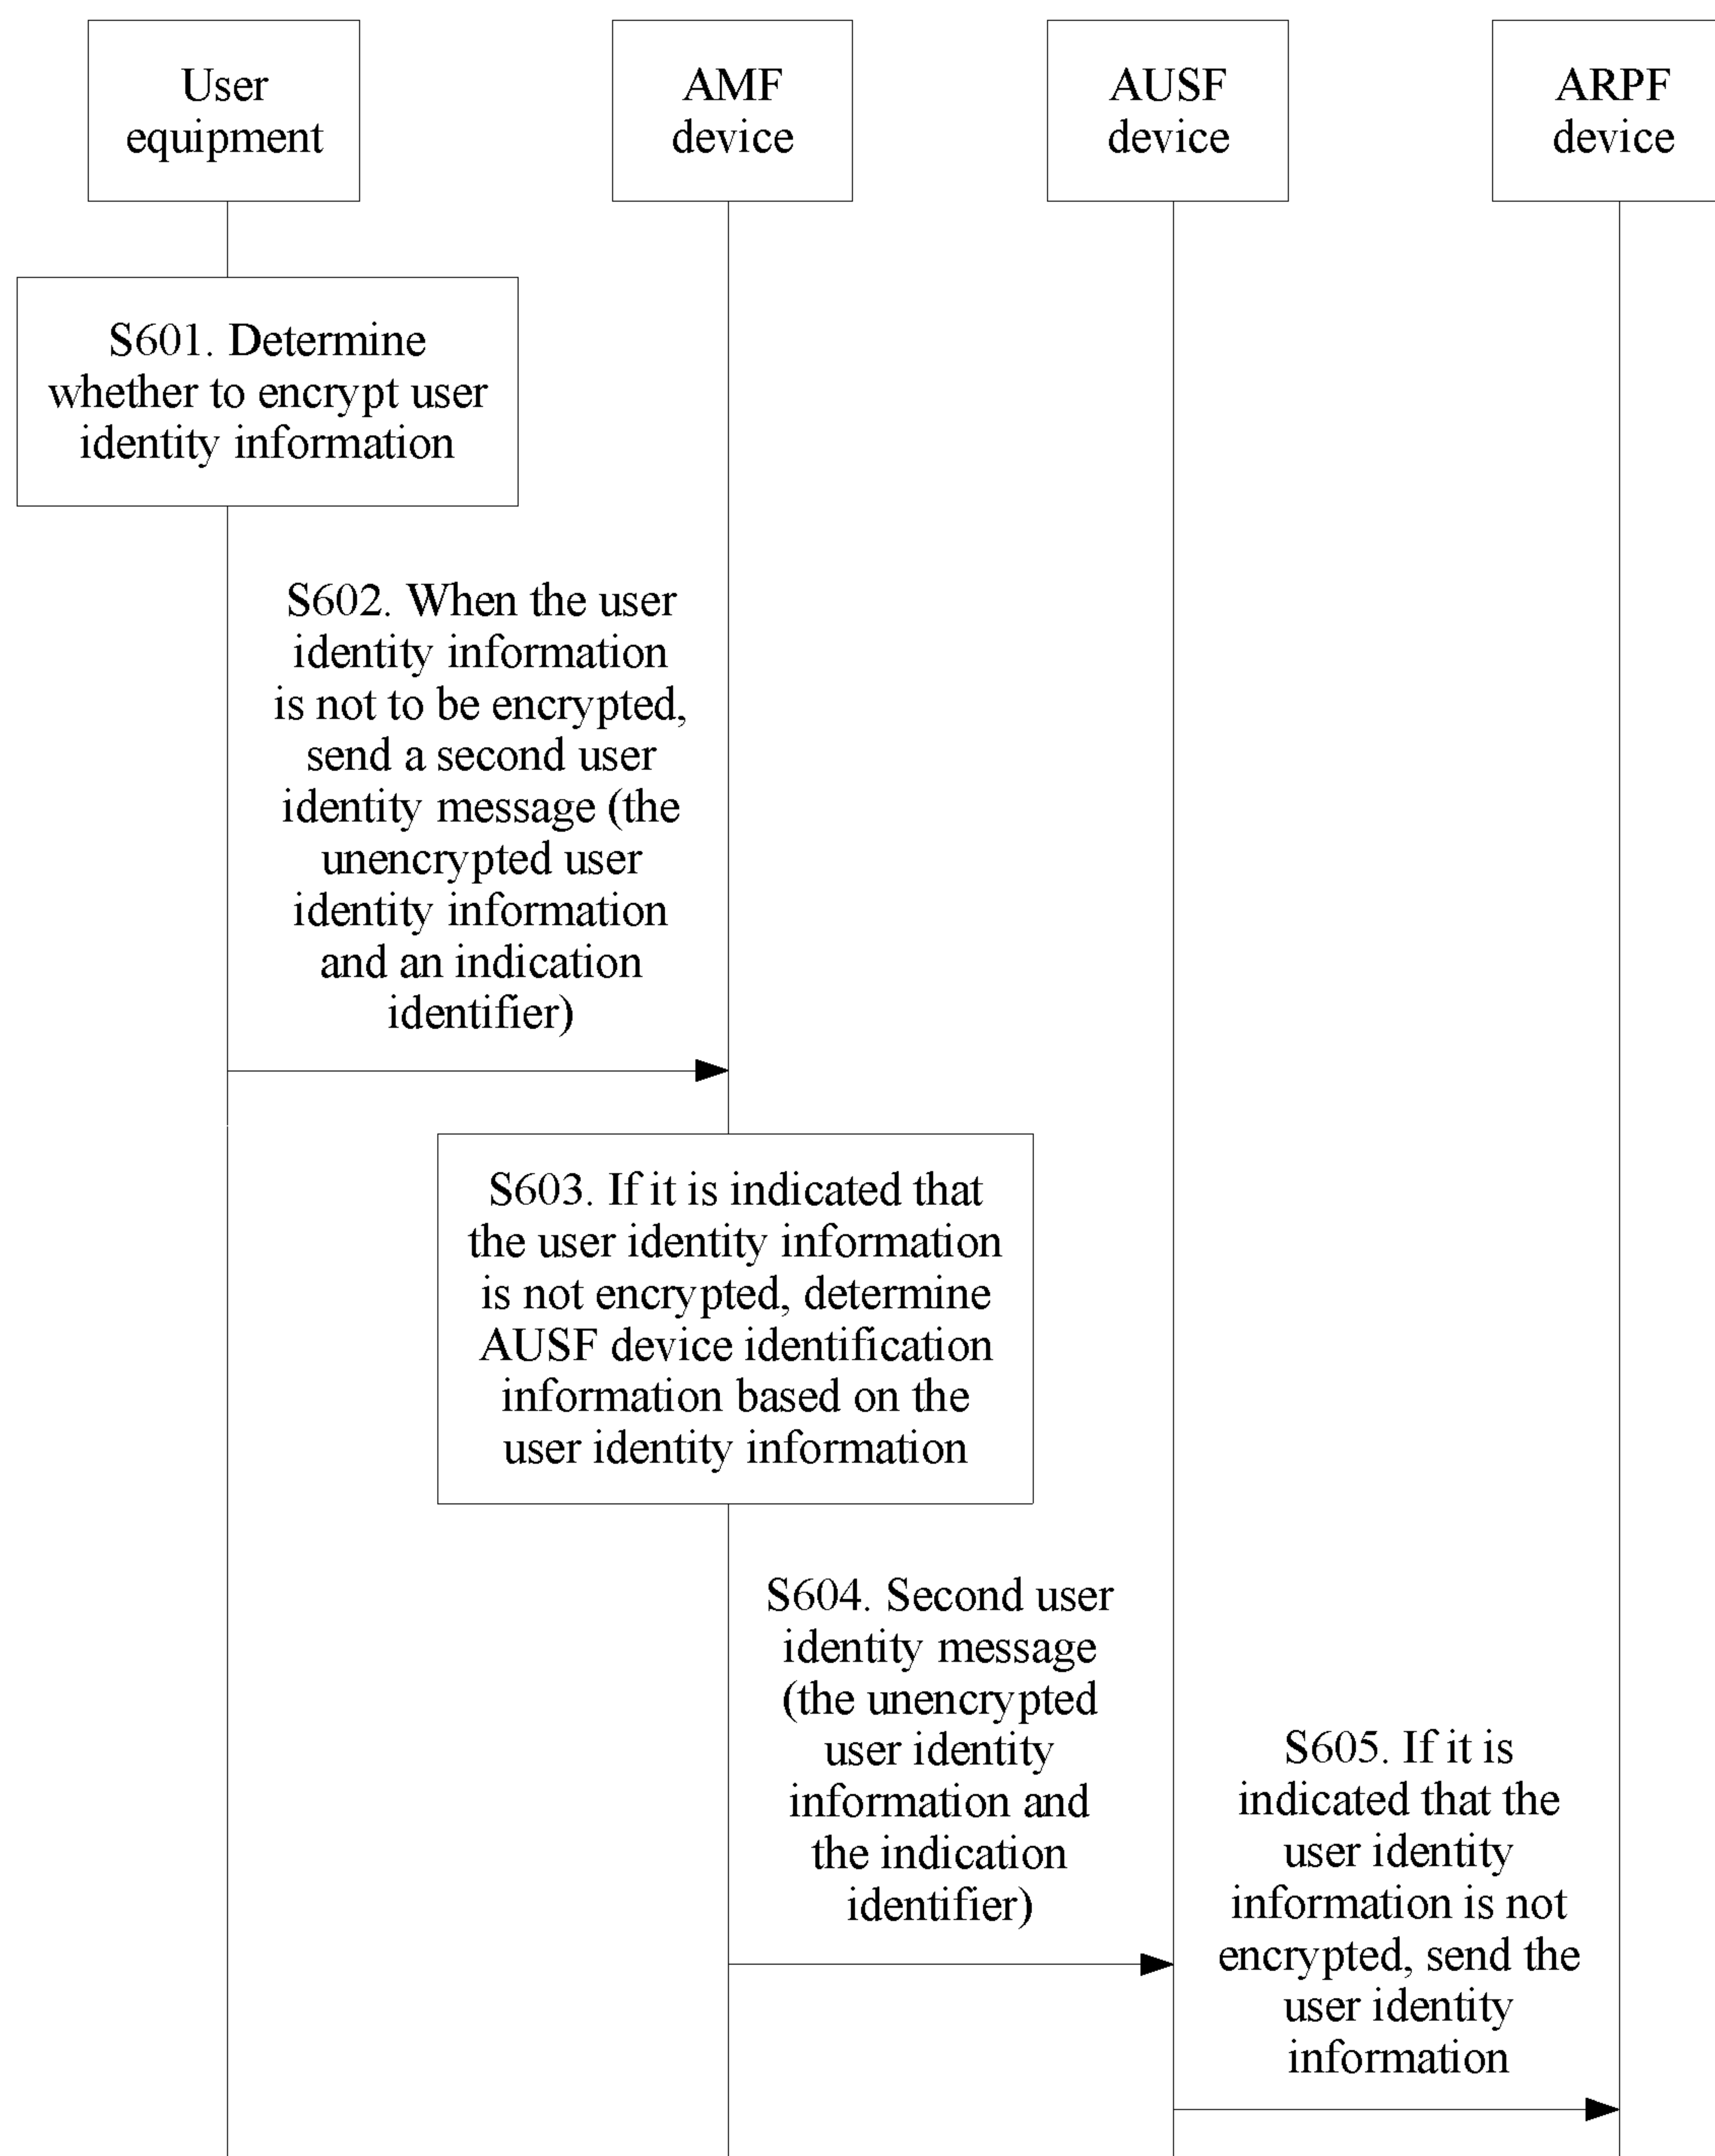 User
equipment
AMF
device
AUSF
device
ARPF
device
S601. Determine
whether to encrypt user
identity information
S602. When the user
identity information
is not to be encrypted,
send a second user
identity message (the
unencrypted user
identity information
and an indication
identifier)
S603. If it is indicated that
the user identity information
is not encrypted, determine
AUSF device identification
information based on the
user identity information
S604. Second user
identity message
(the unencrypted
user identity
information and
the indication
identifier)
S605. If it is
indicated that the
user identity
information is not
encrypted, send the
user identity
information